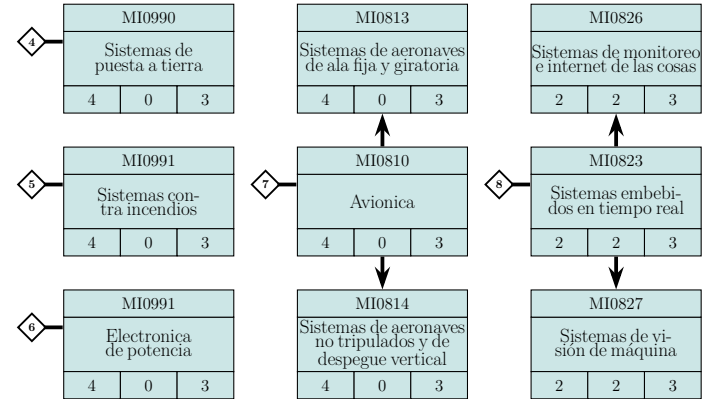 MI0990
4
Sistemas de
puesta a tierra
4 0 3
MI0813
Sistemas de aeronaves
de ala fija y giratoria
4 0 3
MI0826
Sistemas de monitoreo
e internet de las cosas
2 2 3
MI0991
5
Sistemas con-
tra incendios
4 0 3
MI0810
7
Avionica
4 0 3
MI0823
8
Sistemas embebi-
dos en tiempo real
2 2 3
MI0991
6
Electronica
de potencia
4 0 3
MI0814
Sistemas de aeronaves
no tripulados y de
despegue vertical
4 0 3
MI0827
Sistemas de vi-
sión de máquina
2 2 3